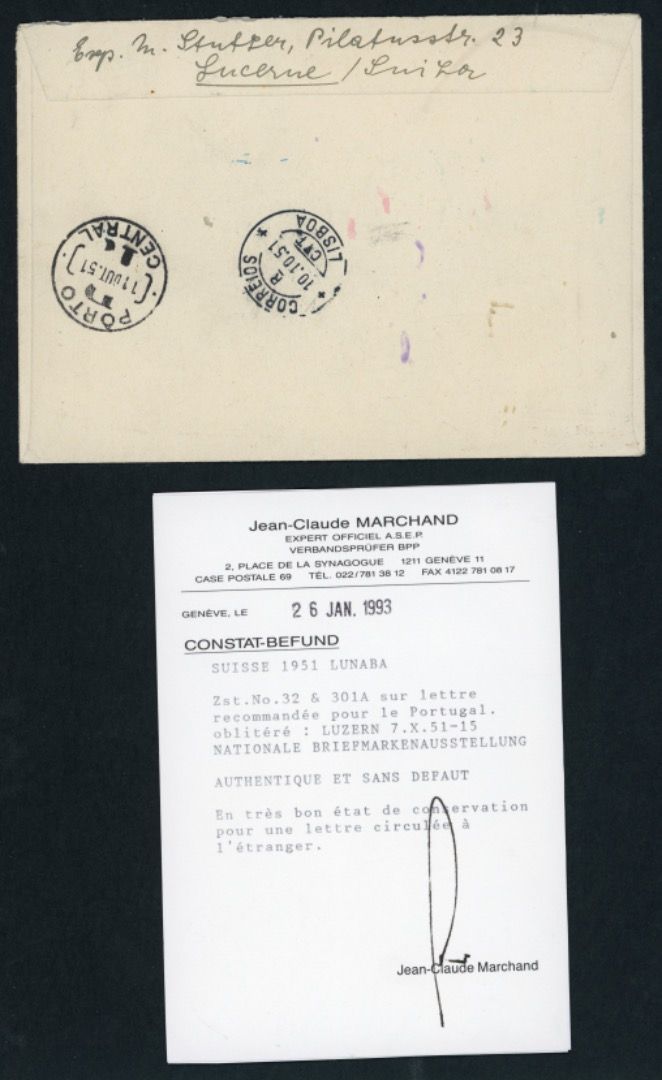 Exp. M. Stutzer, Pilatusstr. 23
Lucerne / Suiza
PÔRTO
11 OUT. 51
CENTRAL
CORREIOS
R
10.10.51
CVT.
LISBOA
Jean-Claude MARCHAND
EXPERT OFFICIEL A.S.E.P.
VERBANDSPRÜFER BPP
2, PLACE DE LA SYNAGOGUE 1211 GENÈVE 11
CASE POSTALE 69 TÉL. 022/781 38 12 FAX 4122 781 08 17
GENÈVE, LE 26 JAN. 1993
CONSTAT-BEFUND
SUISSE 1951 LUNABA
Zst.No.32 & 301A sur lettre
recommandée pour le Portugal.
oblitéré : LUZERN 7.X.51-15
NATIONALE BRIEFMARKENAUSSTELLUNG
AUTHENTIQUE ET SANS DEFAUT
En très bon état de conservation
pour une lettre circulée à
l'étranger.
Jean-Claude Marchand